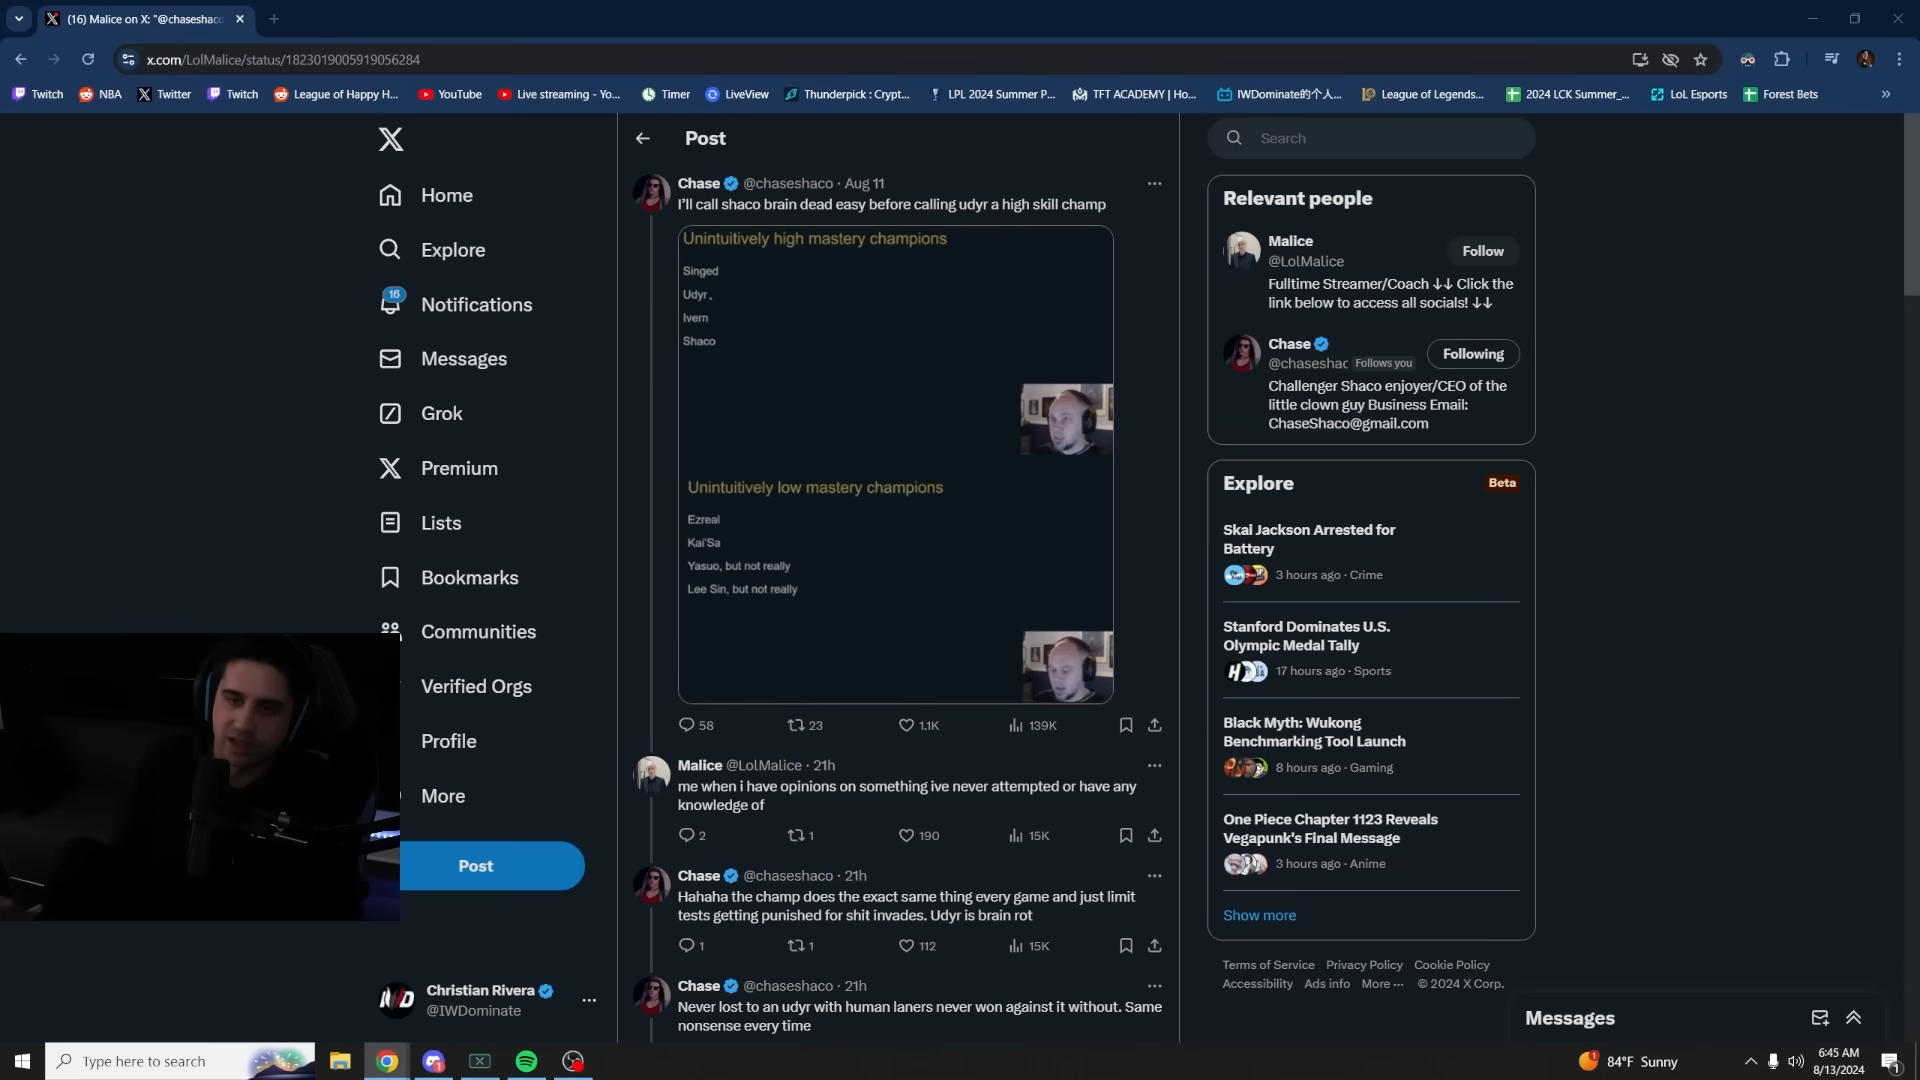 (16) Malice on X: "@chaseshaco
x.com/LolMalice/status/1823019005919056284
Twitch
NBA
Twitter
Twitch
League of Happy H...
YouTube
Live streaming - Yo...
Timer
LiveView
Thunderpick : Crypt...
LPL 2024 Summer P...
TFT ACADEMY | Ho...
IWDominate的个人...
League of Legends...
2024 LCK Summer_...
LoL Esports
Forest Bets
Home
Explore
16
Notifications
Messages
Grok
Premium
Lists
Bookmarks
Communities
Verified Orgs
Profile
More
Post
Christian Rivera
@IWDominate
Post
Chase @chaseshaco · Aug 11
I'll call shaco brain dead easy before calling udyr a high skill champ
Unintuitively high mastery champions
Singed
Udyr,
Ivern
Shaco
Unintuitively low mastery champions
Ezreal
Kai'Sa
Yasuo, but not really
Lee Sin, but not really
58 23 1.1K 139K
Malice @LolMalice · 21h
me when i have opinions on something ive never attempted or have any
knowledge of
2 1 190 15K
Chase @chaseshaco · 21h
Hahaha the champ does the exact same thing every game and just limit
tests getting punished for shit invades. Udyr is brain rot
1 1 112 15K
Chase @chaseshaco · 21h
Never lost to an udyr with human laners never won against it without. Same
nonsense every time
Search
Relevant people
Malice
@LolMalice
Follow
Fulltime Streamer/Coach ↓↓ Click the
link below to access all socials! ↓↓
Chase
@chaseshac Follows you
Following
Challenger Shaco enjoyer/CEO of the
little clown guy Business Email:
ChaseShaco@gmail.com
Explore
Beta
Skai Jackson Arrested for
Battery
3 hours ago · Crime
Stanford Dominates U.S.
Olympic Medal Tally
17 hours ago · Sports
Black Myth: Wukong
Benchmarking Tool Launch
8 hours ago · Gaming
One Piece Chapter 1123 Reveals
Vegapunk's Final Message
3 hours ago · Anime
Show more
Terms of Service Privacy Policy Cookie Policy
Accessibility Ads info More ··· © 2024 X Corp.
Messages
Type here to search
84°F Sunny
6:45 AM
8/13/2024
1